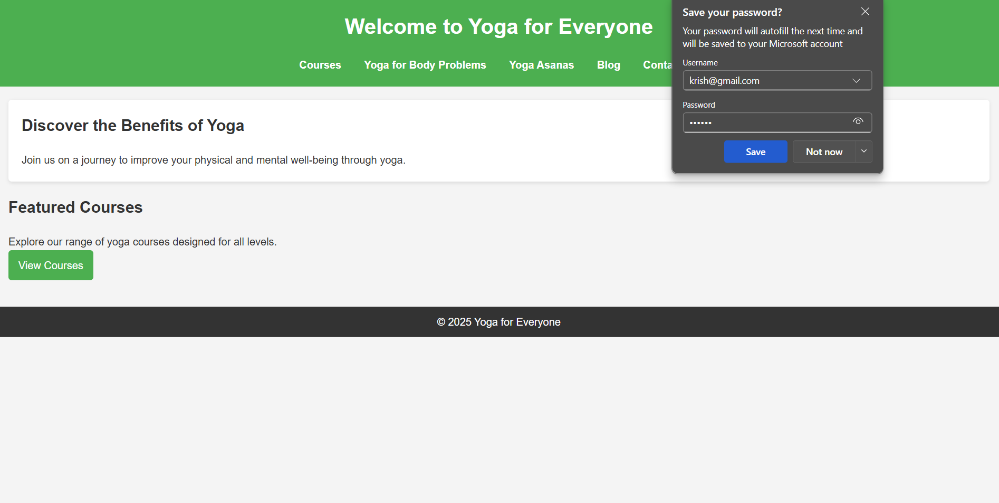 Welcome to Yoga for Everyone
Courses Yoga for Body Problems Yoga Asanas Blog Conta
Save your password?
Your password will autofill the next time and
will be saved to your Microsoft account
Username
krish@gmail.com
Password
••••••
Save Not now
Discover the Benefits of Yoga
Join us on a journey to improve your physical and mental well-being through yoga.
Featured Courses
Explore our range of yoga courses designed for all levels.
View Courses
© 2025 Yoga for Everyone